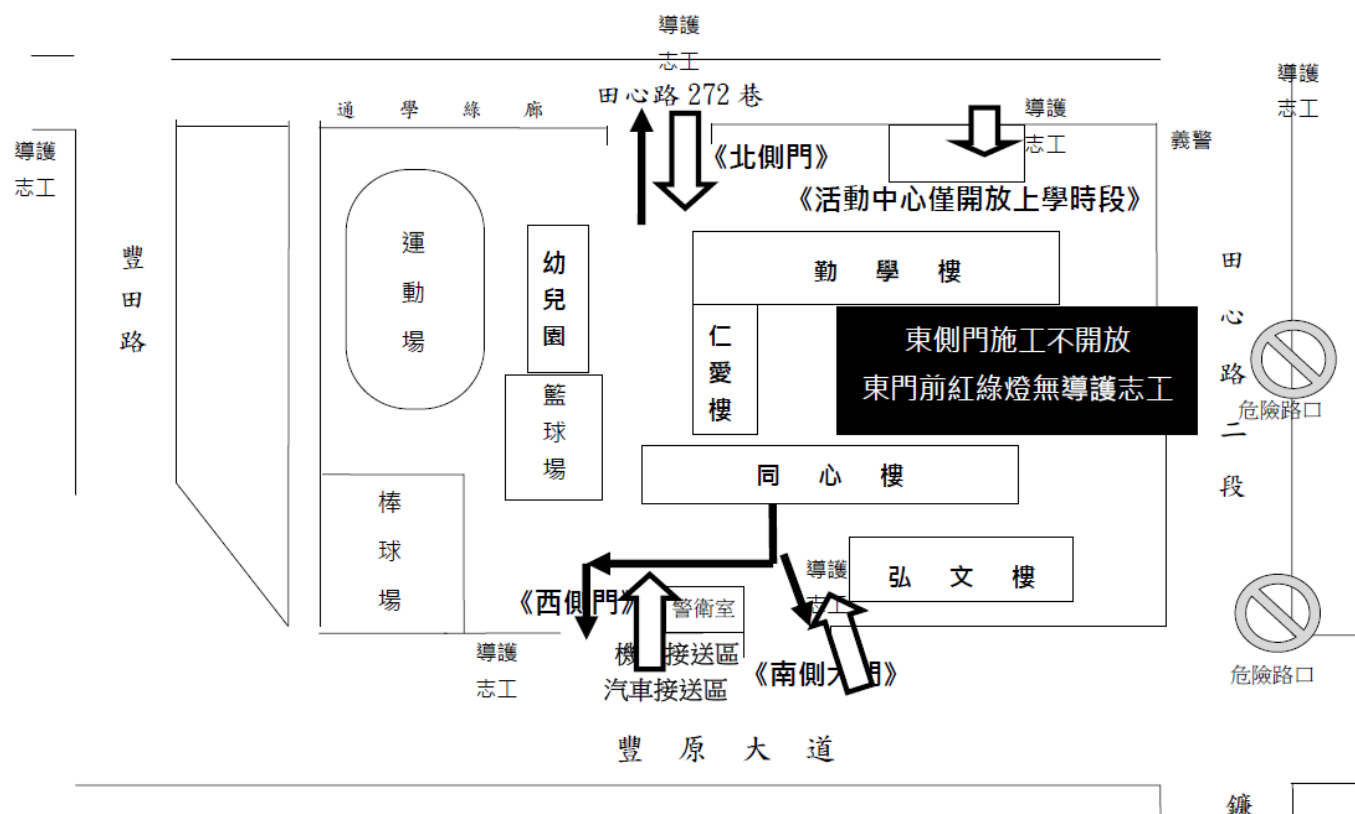 導護
志工
田心路 272 巷
導護
志工
通學綠廊
導護
志工
義警
導護
志工
《北側門》
《活動中心僅開放上學時段》
豐田路
運動場
幼兒園
勤學樓
仁愛樓
東側門施工不開放
東門前紅綠燈無導護志工
田心路二段
危險路口
籃球場
同心樓
棒球場
導護
志工
弘文樓
《西側門》
警衛室
導護
志工
接送區
汽車接送區
《南側大門》
危險路口
豐原大道
鐮